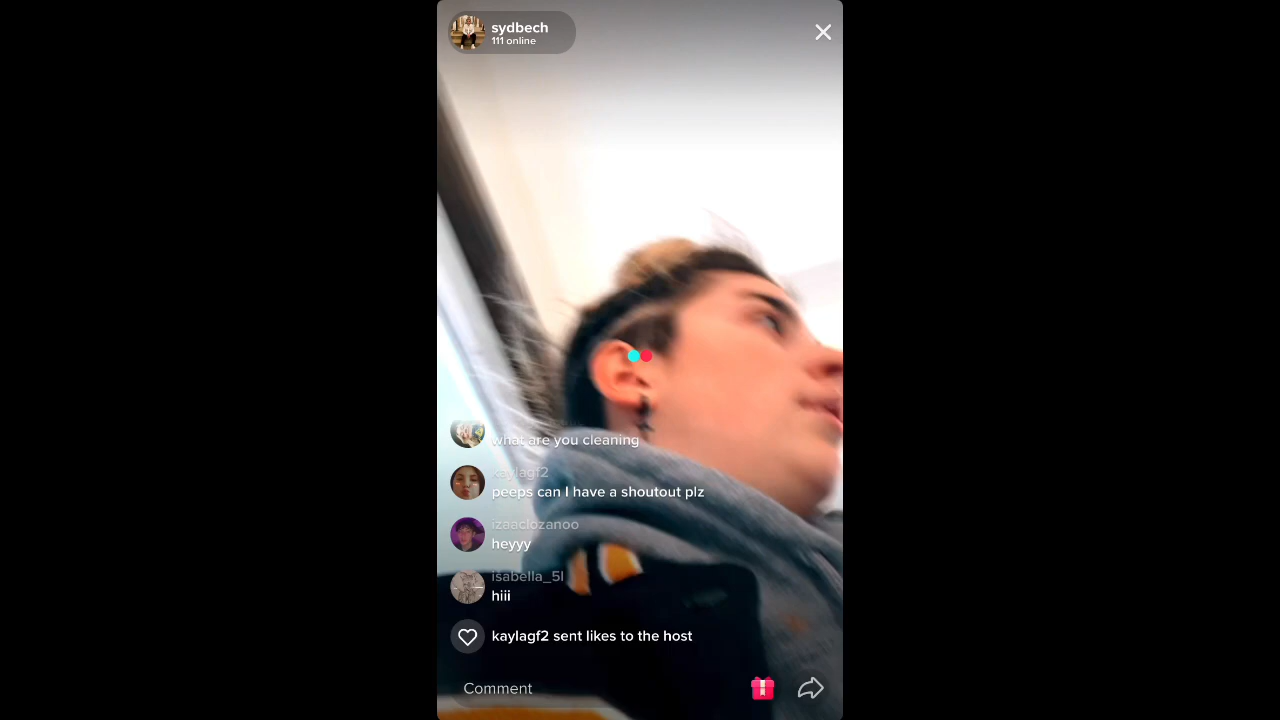 sydbech
111 online
what are you cleaning
kaylagf2
peeps can I have a shoutout plz
izaaclozanoo
heyyy
isabella_5l
hiii
kaylagf2 sent likes to the host
Comment